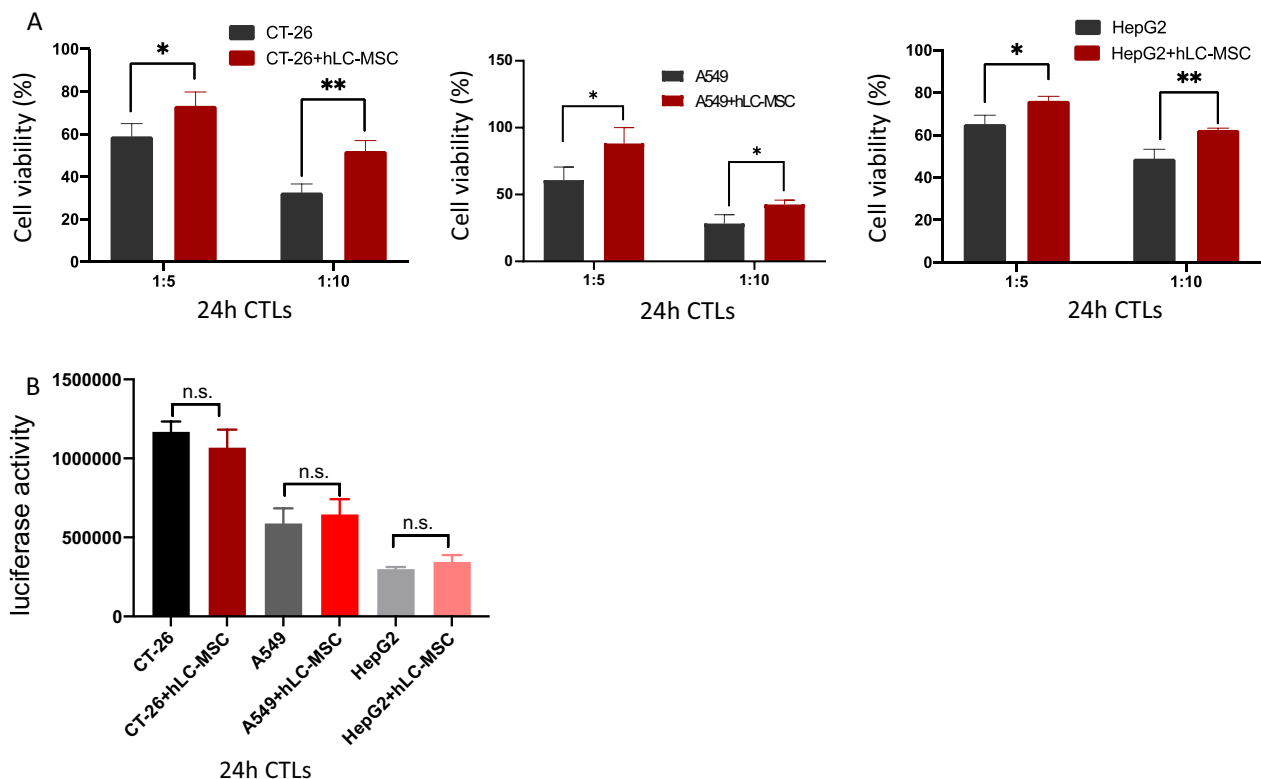 A
CT-26
CT-26+hLC-MSC
Cell viability (%)
100
80
60
40
20
0
*
**
1:5
1:10
24h CTLs
A549
A549+hLC-MSC
Cell viability (%)
150
100
50
0
*
*
1:5
1:10
24h CTLs
HepG2
HepG2+hLC-MSC
Cell viability (%)
100
80
60
40
20
0
*
**
1:5
1:10
24h CTLs
B
luciferase activity
1500000
1000000
500000
0
n.s.
n.s.
n.s.
CT-26
CT-26+hLC-MSC
A549
A549+hLC-MSC
HepG2
HepG2+hLC-MSC
24h CTLs